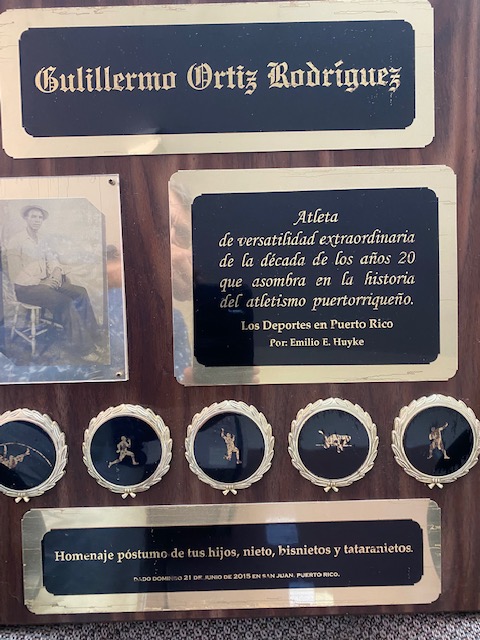 Gulillermo Ortiz Rodríguez
Atleta
de versatilidad extraordinaria
de la década de los años 20
que asombra en la historia
del atletismo puertorriqueño.
Los Deportes en Puerto Rico
Por: Emilio E. Huyke
Homenaje póstumo de tus hijos, nieto, bisnietos y tataranietos.
DADO DOMINGO 21 DE JUNIO DE 2015 EN SAN JUAN, PUERTO RICO.